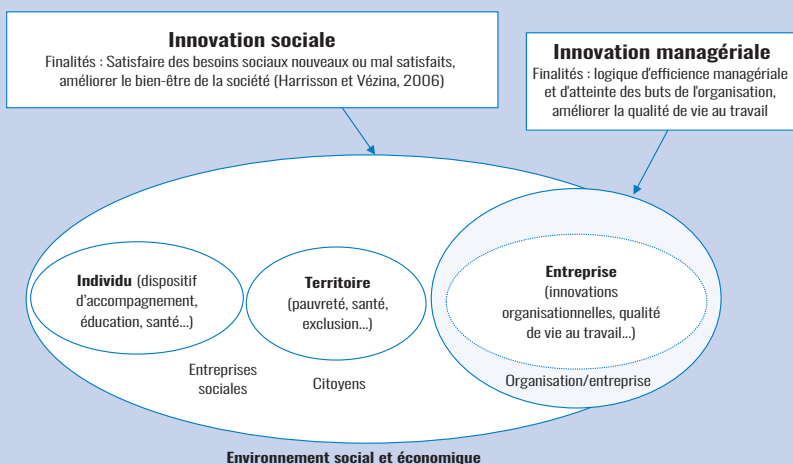 Innovation sociale
Finalités : Satisfaire des besoins sociaux nouveaux ou mal satisfaits,
améliorer le bien-être de la société (Harrisson et Vézina, 2006)
Innovation managériale
Finalités : logique d'efficience managériale
et d'atteinte des buts de l'organisation,
améliorer la qualité de vie au travail
Individu (dispositif
d'accompagnement,
éducation, santé...)
Territoire
(pauvreté, santé,
exclusion...)
Entreprise
(innovations
organisationnelles, qualité
de vie au travail...)
Entreprises
sociales
Citoyens
Organisation/entreprise
Environnement social et économique